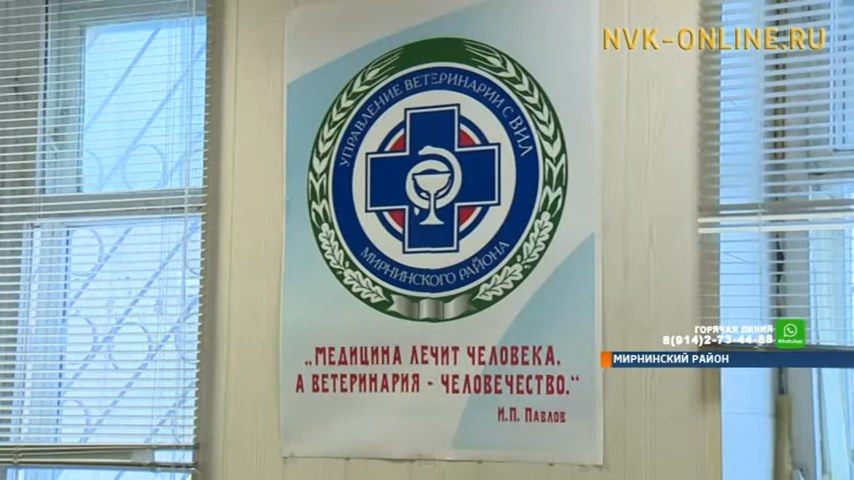 NVK-ONLINE.RU
УПРАВЛЕНИЕ ВЕТЕРИНАРИИ С ВИЛ
МИРНИНСКОГО РАЙОНА
„МЕДИЦИНА ЛЕЧИТ ЧЕЛОВЕКА.
А ВЕТЕРИНАРИЯ - ЧЕЛОВЕЧЕСТВО.“
И.П. ПАВЛОВ
ГОРЯЧАЯ ЛИНИЯ
8(914)2-73-44-88
WhatsApp
МИРНИНСКИЙ РАЙОН